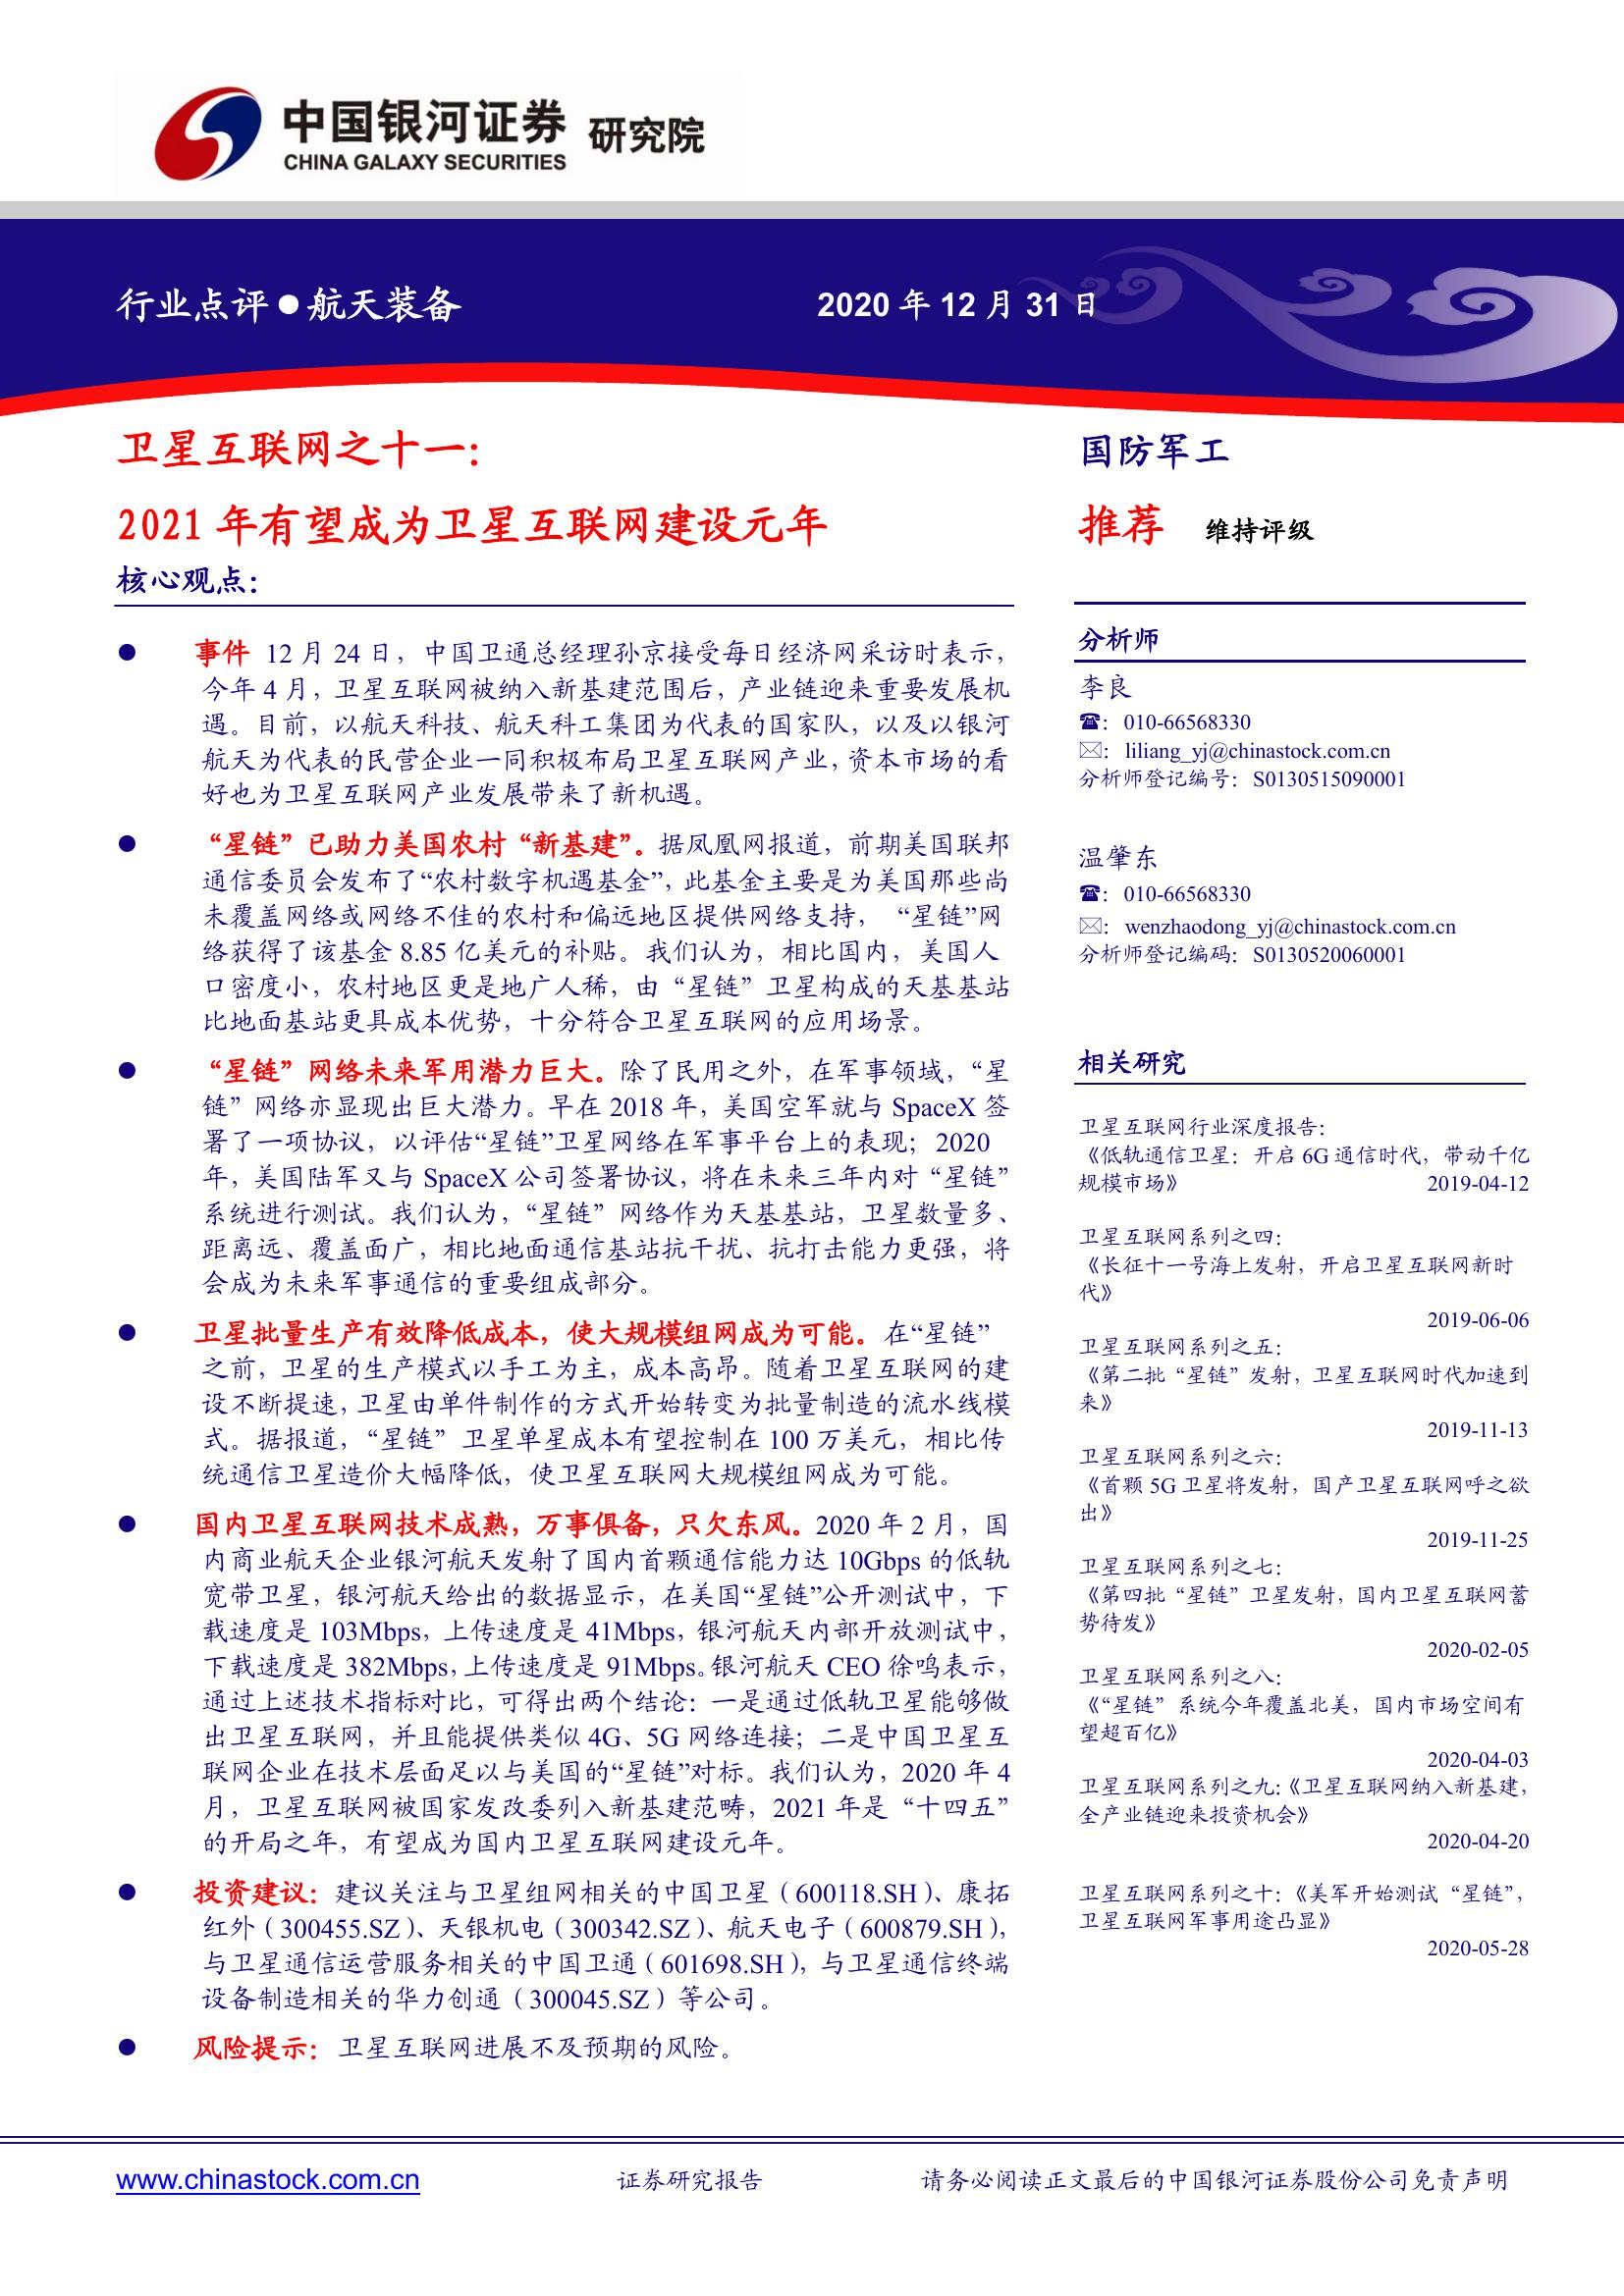 中国银河证券 研究院
CHINA GALAXY SECURITIES
行业点评●航天装备
2020 年 12 月 31 日
卫星互联网之十一:
2021 年有望成为卫星互联网建设元年
核心观点:
● 事件 12 月 24 日，中国卫通总经理孙京接受每日经济网采访时表示，
今年 4 月，卫星互联网被纳入新基建范围后，产业链迎来重要发展机
遇。目前，以航天科技、航天科工集团为代表的国家队，以及以银河
航天为代表的民营企业一同积极布局卫星互联网产业，资本市场的看
好也为卫星互联网产业发展带来了新机遇。
● “星链”已助力美国农村“新基建”。据凤凰网报道，前期美国联邦
通信委员会发布了“农村数字机遇基金”，此基金主要是为美国那些尚
未覆盖网络或网络不佳的农村和偏远地区提供网络支持， “星链”网
络获得了该基金 8.85 亿美元的补贴。我们认为，相比国内，美国人
口密度小，农村地区更是地广人稀，由“星链”卫星构成的天基基站
比地面基站更具成本优势，十分符合卫星互联网的应用场景。
● “星链”网络未来军用潜力巨大。除了民用之外，在军事领域，“星
链”网络亦显现出巨大潜力。早在 2018 年，美国空军就与 SpaceX 签
署了一项协议，以评估“星链”卫星网络在军事平台上的表现；2020
年，美国陆军又与 SpaceX 公司签署协议，将在未来三年内对“星链”
系统进行测试。我们认为，“星链”网络作为天基基站，卫星数量多、
距离远、覆盖面广，相比地面通信基站抗干扰、抗打击能力更强，将
会成为未来军事通信的重要组成部分。
● 卫星批量生产有效降低成本，使大规模组网成为可能。在“星链”
之前，卫星的生产模式以手工为主，成本高昂。随着卫星互联网的建
设不断提速，卫星由单件制作的方式开始转变为批量制造的流水线模
式。据报道，“星链”卫星单星成本有望控制在 100 万美元，相比传
统通信卫星造价大幅降低，使卫星互联网大规模组网成为可能。
● 国内卫星互联网技术成熟，万事俱备，只欠东风。2020 年 2 月，国
内商业航天企业银河航天发射了国内首颗通信能力达 10Gbps 的低轨
宽带卫星，银河航天给出的数据显示，在美国“星链”公开测试中，下
载速度是 103Mbps，上传速度是 41Mbps，银河航天内部开放测试中，
下载速度是 382Mbps，上传速度是 91Mbps。银河航天 CEO 徐鸣表示，
通过上述技术指标对比，可得出两个结论：一是通过低轨卫星能够做
出卫星互联网，并且能提供类似 4G、5G 网络连接；二是中国卫星互
联网企业在技术层面足以与美国的“星链”对标。我们认为，2020 年 4
月，卫星互联网被国家发改委列入新基建范畴，2021 年是“十四五”
的开局之年，有望成为国内卫星互联网建设元年。
● 投资建议：建议关注与卫星组网相关的中国卫星（600118.SH）、康拓
红外（300455.SZ）、天银机电（300342.SZ）、航天电子（600879.SH），
与卫星通信运营服务相关的中国卫通（601698.SH），与卫星通信终端
设备制造相关的华力创通（300045.SZ）等公司。
● 风险提示：卫星互联网进展不及预期的风险。
国防军工
推荐 维持评级
分析师
李良
☎：010-66568330
✉：liliang_yj@chinastock.com.cn
分析师登记编号：S0130515090001
温肇东
☎：010-66568330
✉：wenzhaodong_yj@chinastock.com.cn
分析师登记编码：S0130520060001
相关研究
卫星互联网行业深度报告：
《低轨通信卫星：开启 6G 通信时代，带动千亿
规模市场》 2019-04-12
卫星互联网系列之四：
《长征十一号海上发射，开启卫星互联网新时
代》
2019-06-06
卫星互联网系列之五：
《第二批“星链”发射，卫星互联网时代加速到
来》
2019-11-13
卫星互联网系列之六：
《首颗 5G 卫星将发射，国产卫星互联网呼之欲
出》
2019-11-25
卫星互联网系列之七：
《第四批“星链”卫星发射，国内卫星互联网蓄
势待发》
2020-02-05
卫星互联网系列之八：
《“星链”系统今年覆盖北美，国内市场空间有
望超百亿》
2020-04-03
卫星互联网系列之九：《卫星互联网纳入新基建，
全产业链迎来投资机会》
2020-04-20
卫星互联网系列之十：《美军开始测试“星链”，
卫星互联网军事用途凸显》
2020-05-28
www.chinastock.com.cn 证券研究报告 请务必阅读正文最后的中国银河证券股份公司免责声明